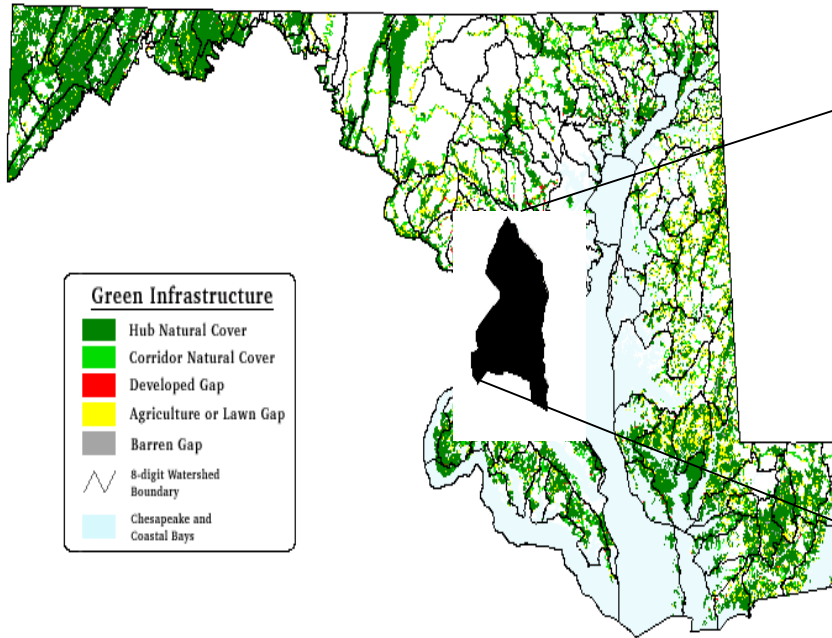 Green Infrastructure
Hub Natural Cover
Corridor Natural Cover
Developed Gap
Agriculture or Lawn Gap
Barren Gap
8-digit Watershed
Boundary
Chesapeake and
Coastal Bays